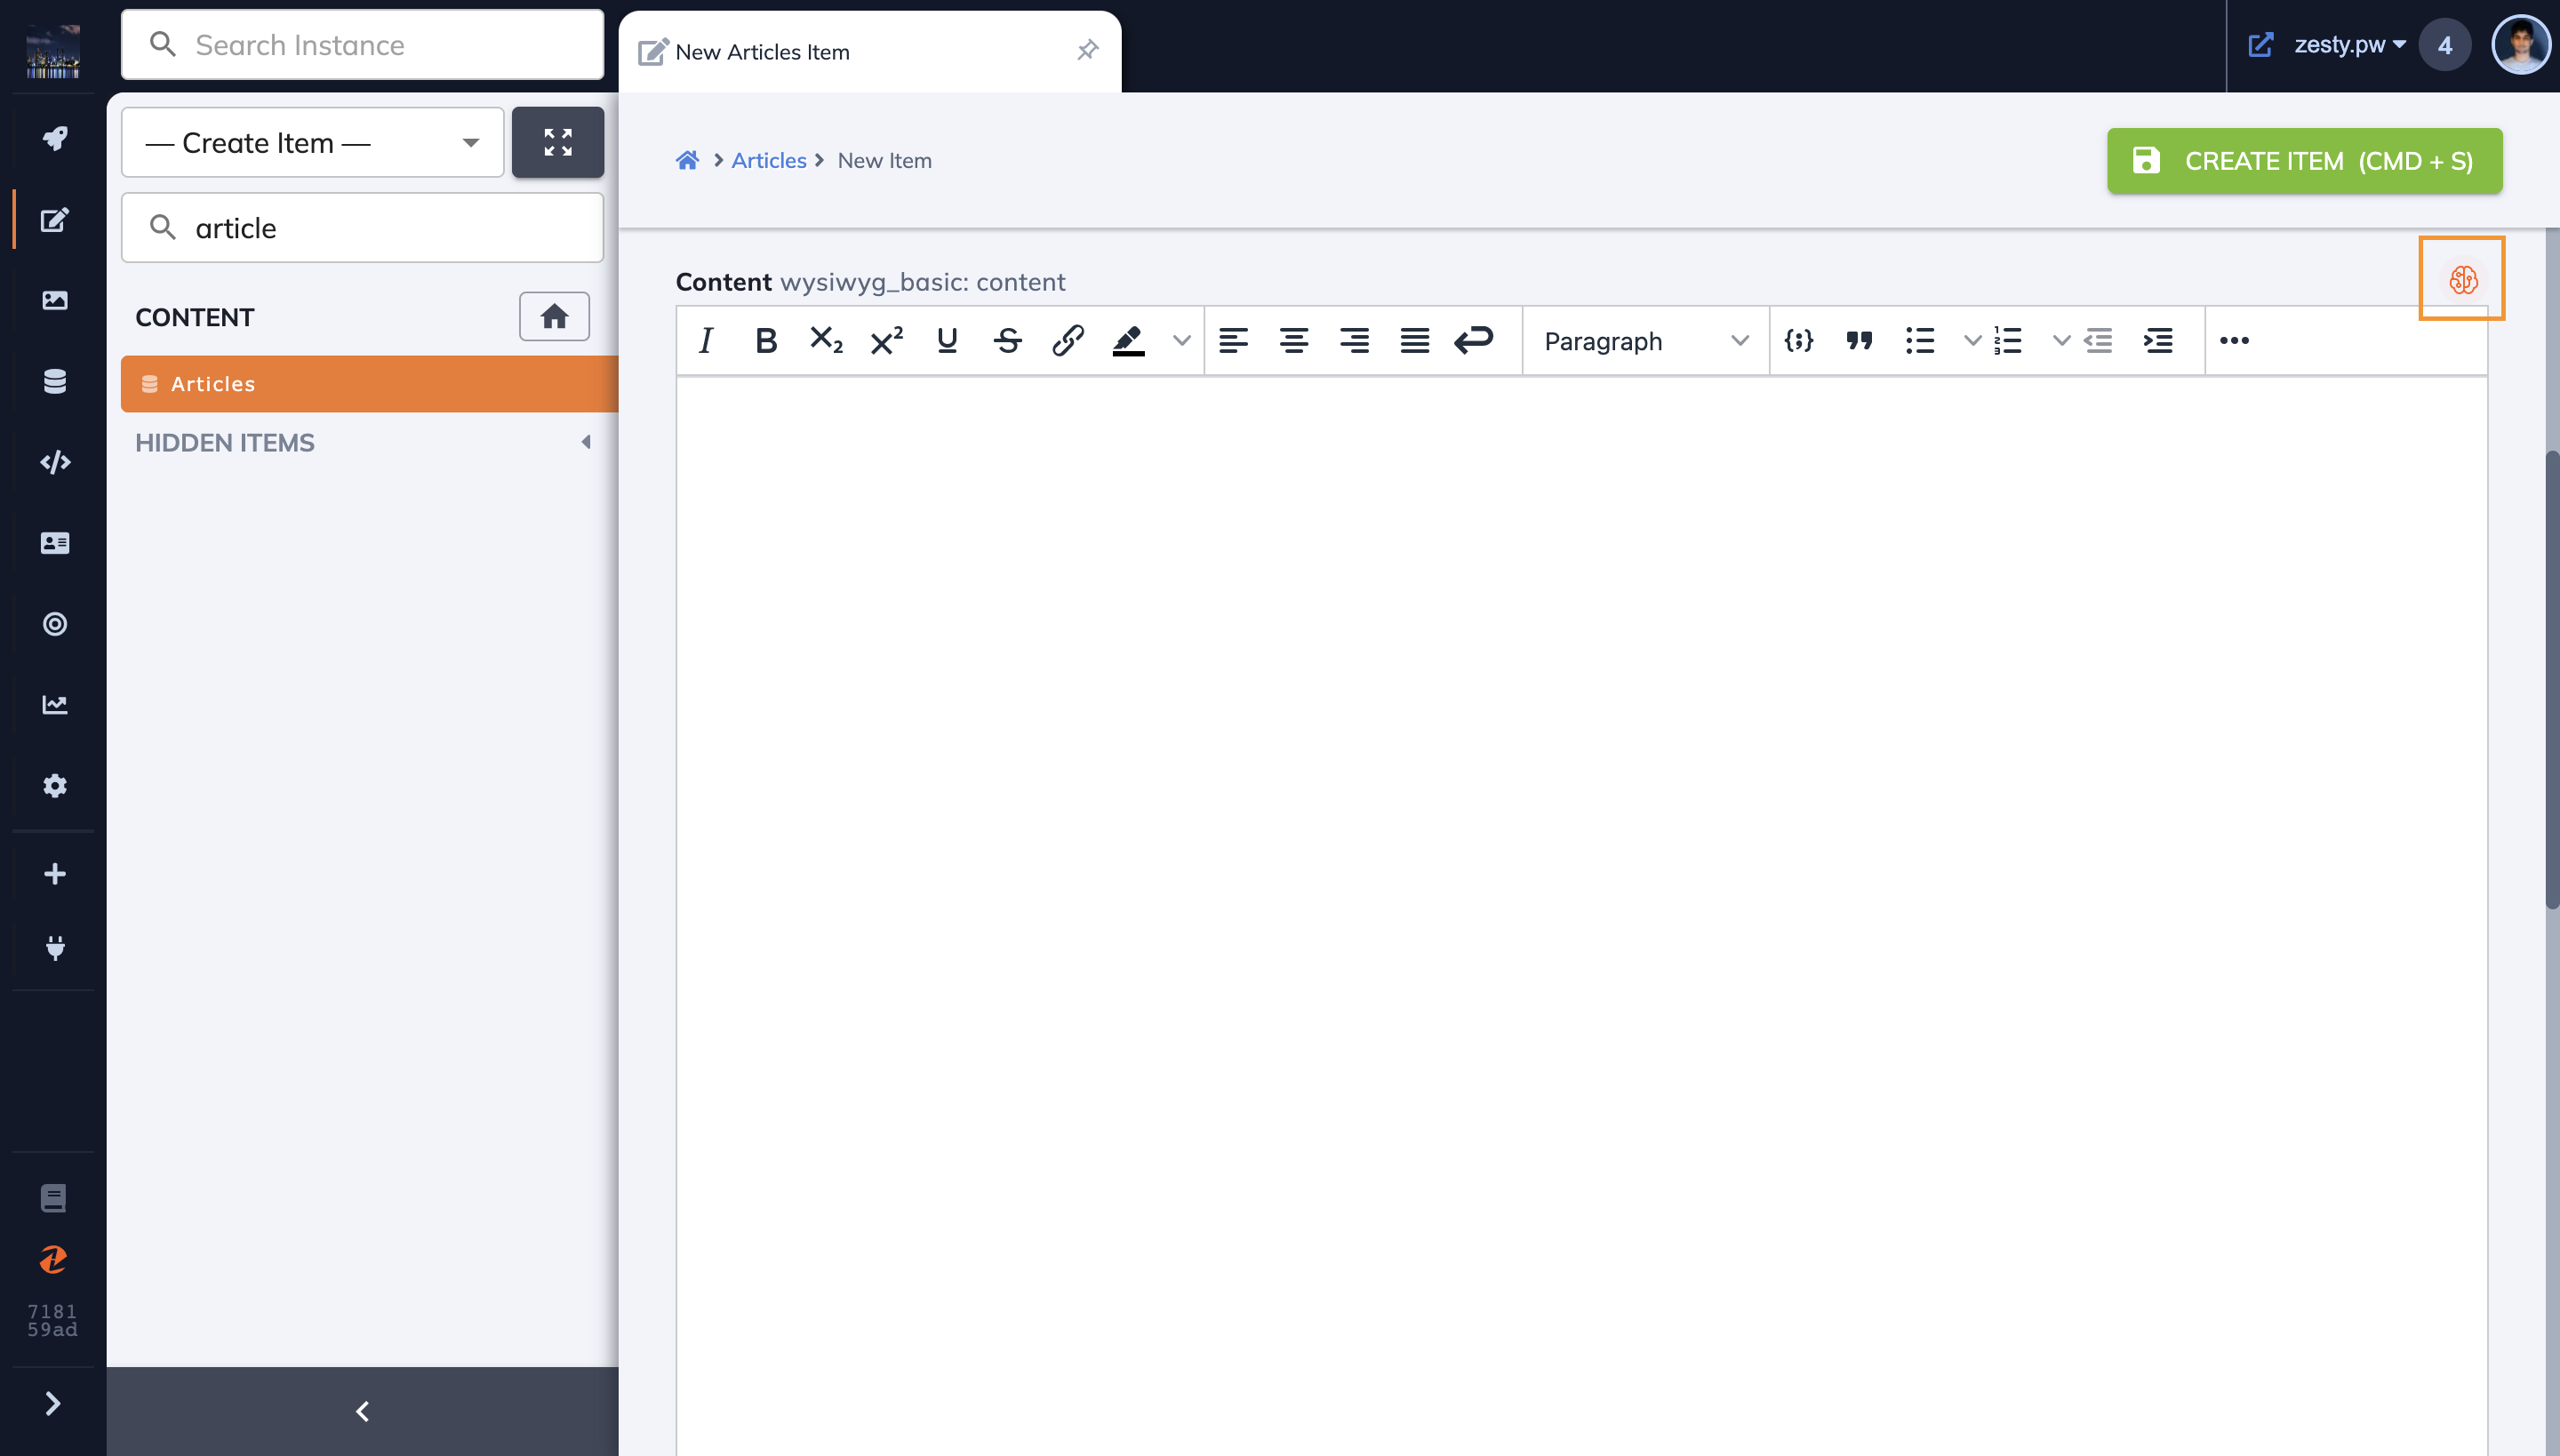 Search Instance
New Articles Item
zesty.pw
4
— Create Item —
Articles
New Item
CREATE ITEM (CMD + S)
article
Content wysiwyg_basic: content
CONTENT
Paragraph
Articles
HIDDEN ITEMS
7181
59ad